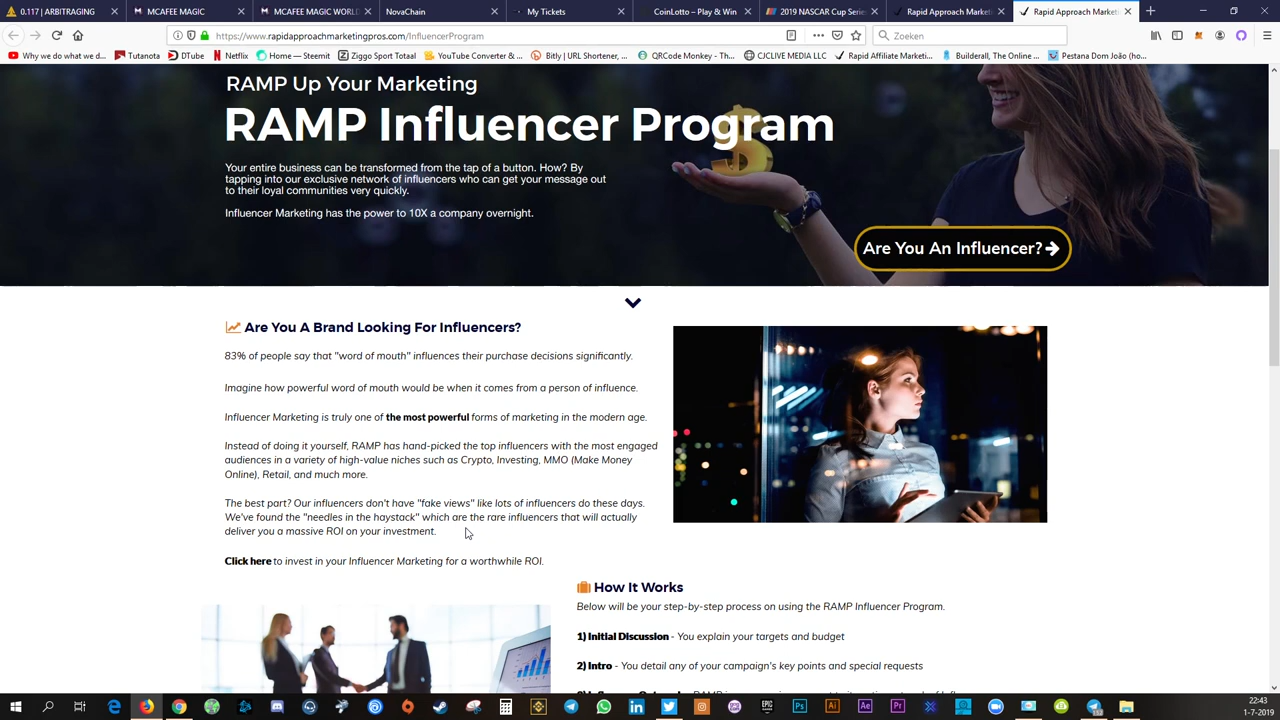 0.117 | ARBITRAGING
MCAFEE MAGIC
MCAFEE MAGIC WORLD
NovaChain
My Tickets
CoinLotto – Play & Win
2019 NASCAR Cup Serie
Rapid Approach Market
Rapid Approach Market
https://www.rapidapproachmarketingpros.com/InfluencerProgram
Zoeken
Why we do what we d...
Tutanota
DTube
Netflix
Home — Steemit
Ziggo Sport Totaal
YouTube Converter & ...
Bitly | URL Shortener, ...
QRCode Monkey - Th...
CJCLIVE MEDIA LLC
Rapid Affiliate Marketi...
Builderall, The Online ...
Pestana Dom João (ho...
RAMP Up Your Marketing
RAMP Influencer Program
Your entire business can be transformed from the tap of a button. How? By
tapping into our exclusive network of influencers who can get your message out
to their loyal communities very quickly.
Influencer Marketing has the power to 10X a company overnight.
Are You An Influencer?
Are You A Brand Looking For Influencers?
83% of people say that "word of mouth" influences their purchase decisions significantly.
Imagine how powerful word of mouth would be when it comes from a person of influence.
Influencer Marketing is truly one of the most powerful forms of marketing in the modern age.
Instead of doing it yourself, RAMP has hand-picked the top influencers with the most engaged
audiences in a variety of high-value niches such as Crypto, Investing, MMO (Make Money
Online), Retail, and much more.
The best part? Our influencers don't have "fake views" like lots of influencers do these days.
We've found the "needles in the haystack" which are the rare influencers that will actually
deliver you a massive ROI on your investment.
Click here to invest in your Influencer Marketing for a worthwhile ROI.
How It Works
Below will be your step-by-step process on using the RAMP Influencer Program.
1) Initial Discussion - You explain your targets and budget
2) Intro - You detail any of your campaign's key points and special requests
22:43
1-7-2019